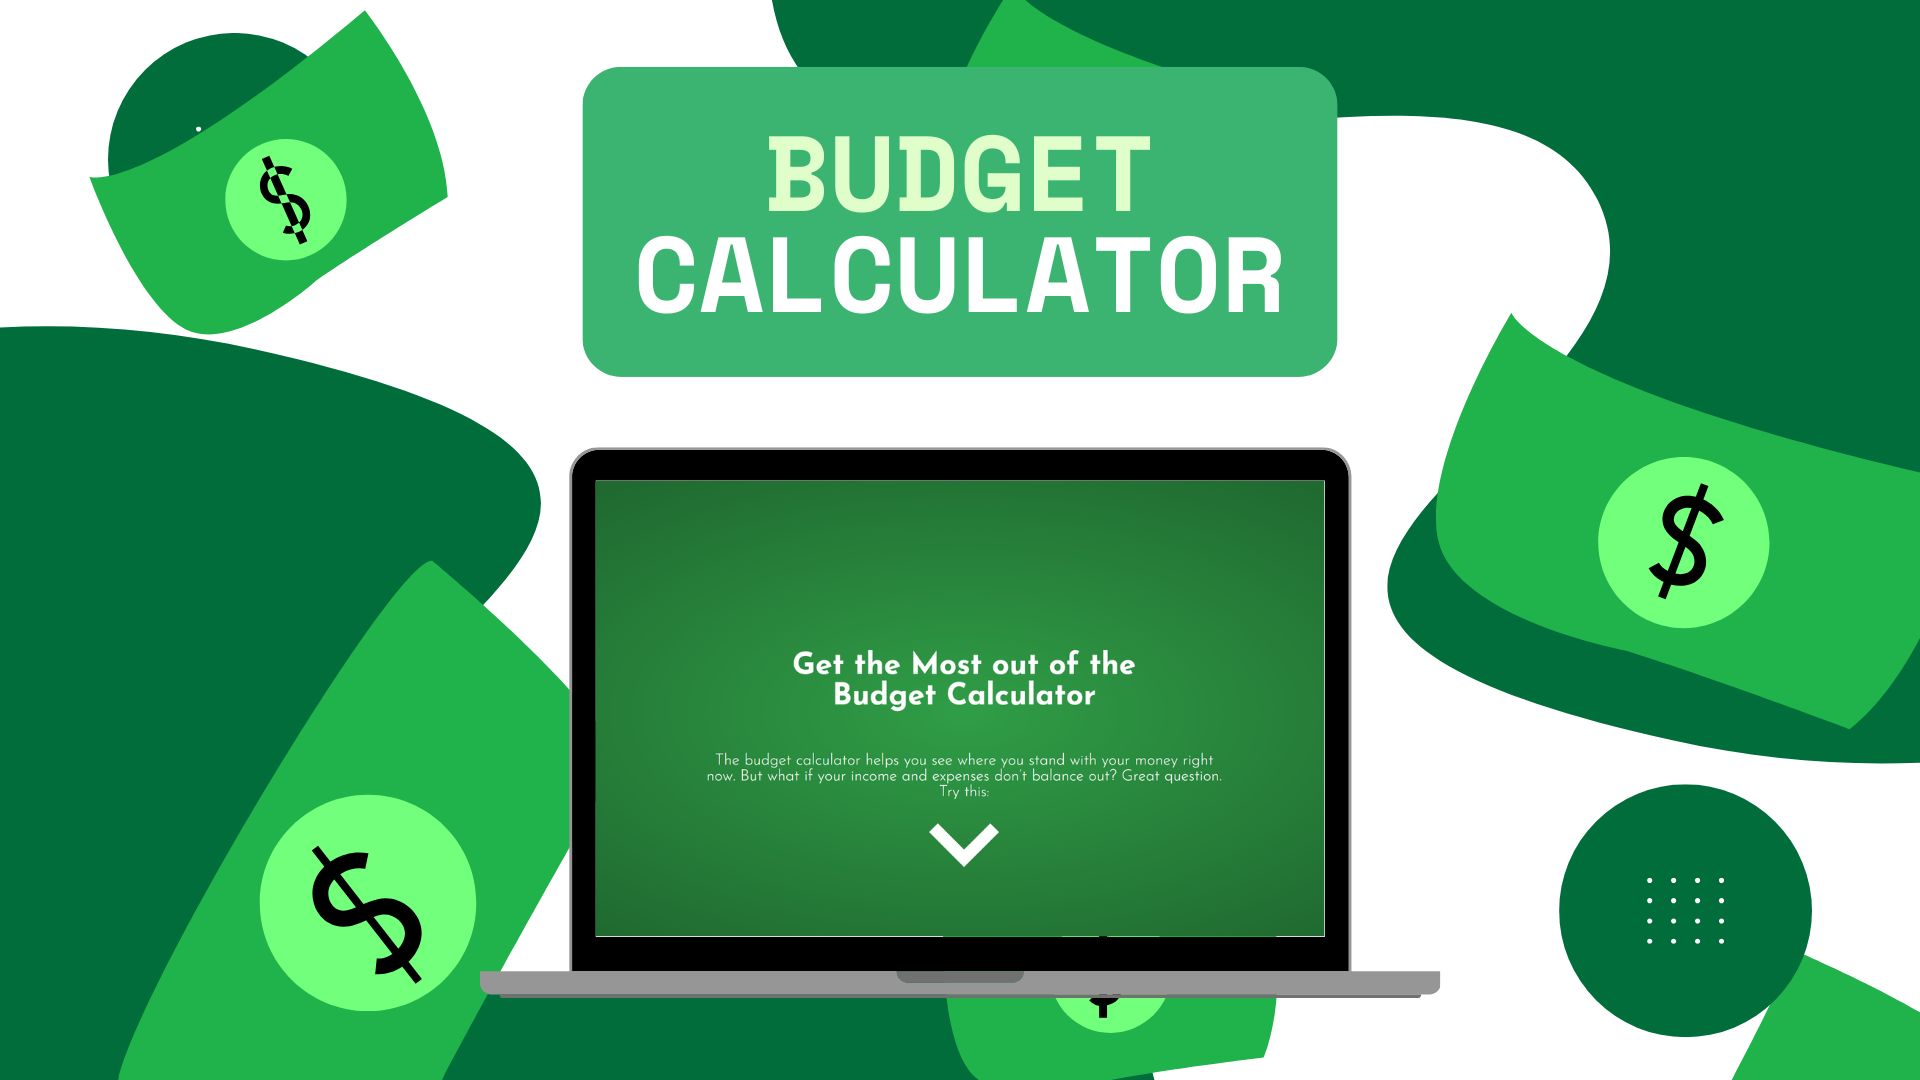 BUDGET
CALCULATOR
$
$
Get the Most out of the
Budget Calculator
The budget calculator helps you see where you stand with your money right
now. But what if your income and expenses don't balance out? Great question.
Try this:
$